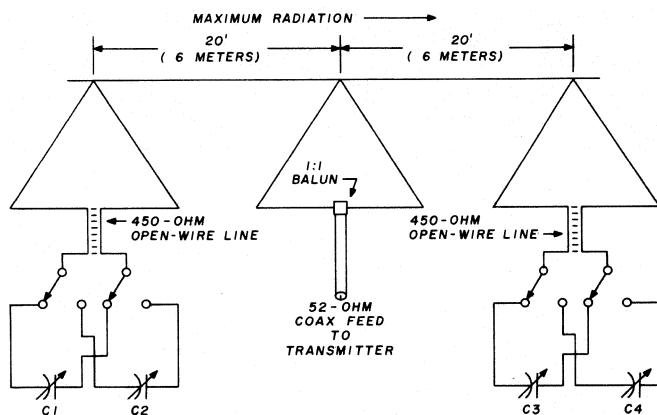 MAXIMUM RADIATION
20'
( 6 METERS)
20'
( 6 METERS)
1:1
BALUN
450-OHM
OPEN-WIRE LINE
450-OHM
OPEN-WIRE LINE
52-OHM
COAX FEED
TO
TRANSMITTER
C1
C2
C3
C4